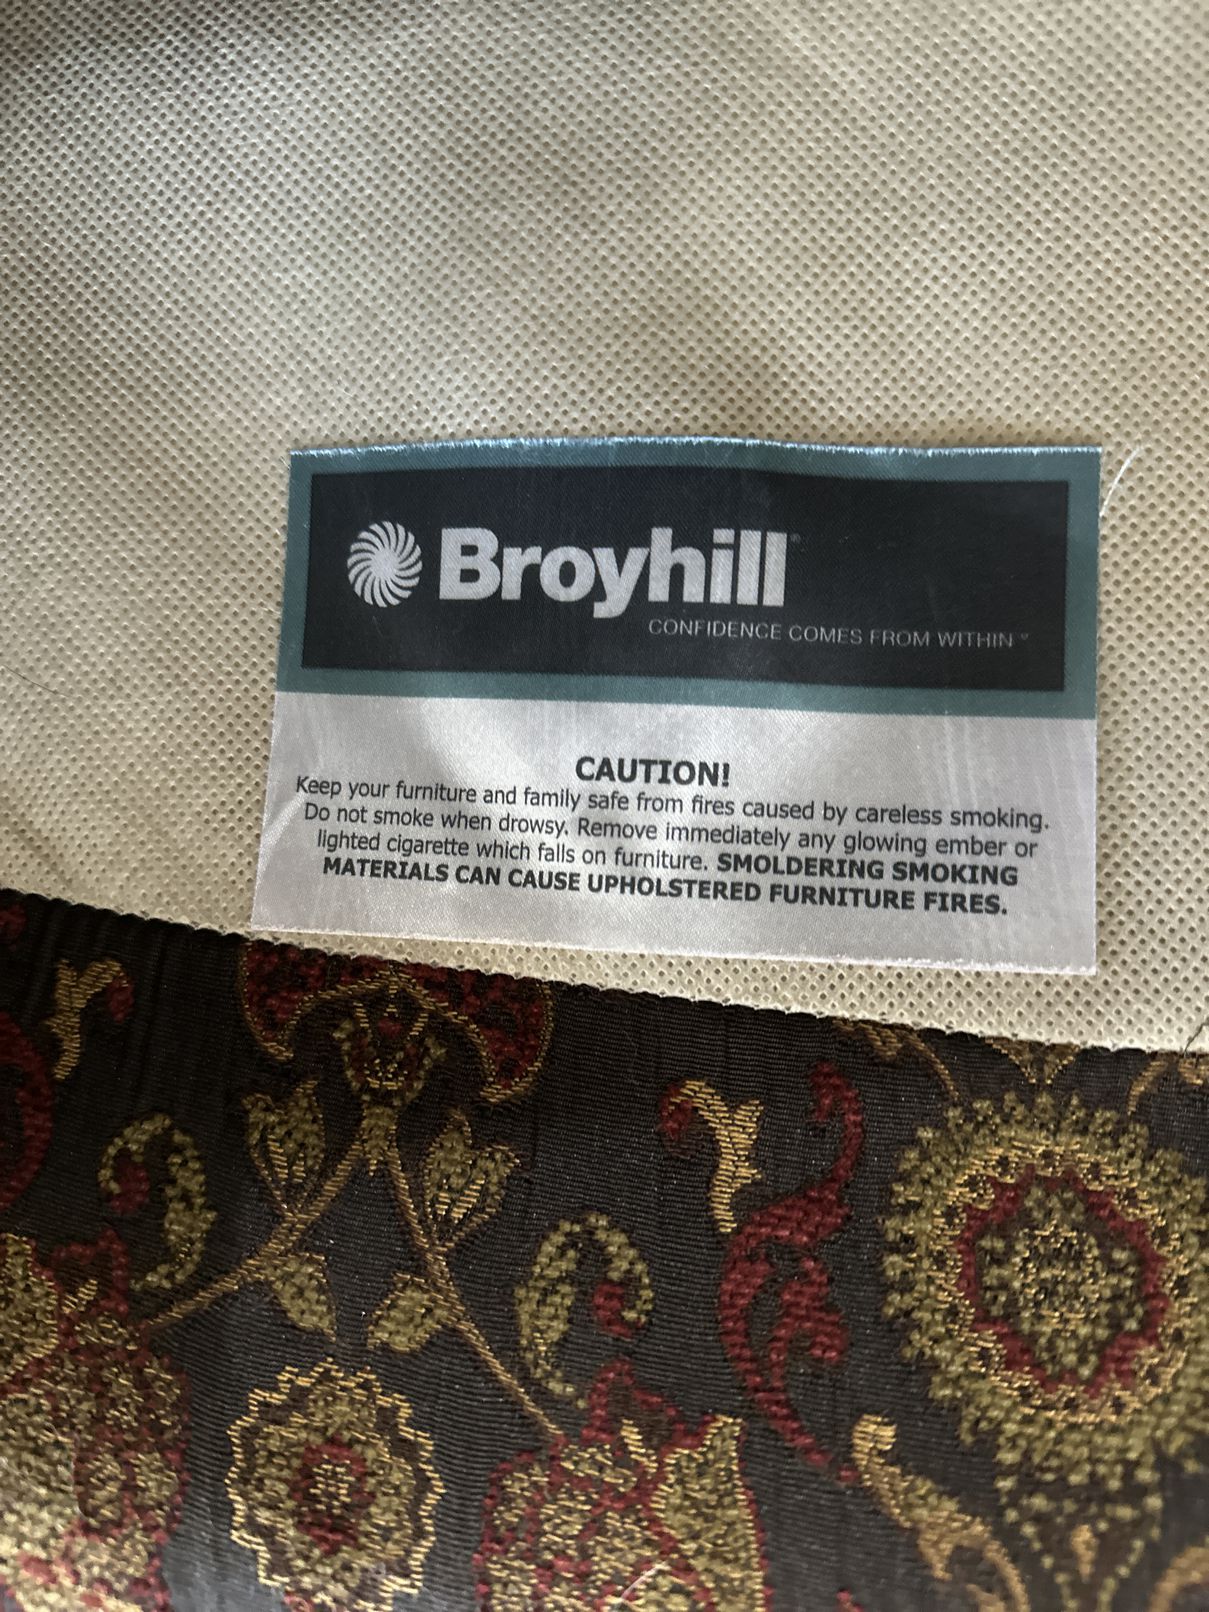 Broyhill®
CONFIDENCE COMES FROM WITHIN
CAUTION!
Keep your furniture and family safe from fires caused by careless smoking.
Do not smoke when drowsy. Remove immediately any glowing ember or
lighted cigarette which falls on furniture. SMOLDERING SMOKING
MATERIALS CAN CAUSE UPHOLSTERED FURNITURE FIRES.